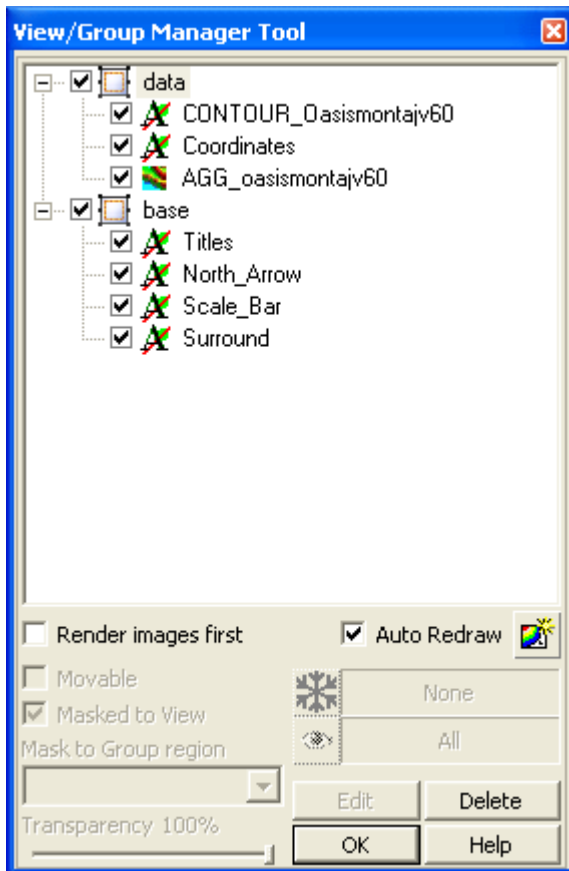 View/Group Manager Tool
data
CONTOUR_Oasismontajv60
Coordinates
AGG_oasismontajv60
base
Titles
North_Arrow
Scale_Bar
Surround
Render images first
Auto Redraw
Movable
None
Masked to View
All
Mask to Group region
Edit
Delete
Transparency 100%
OK
Help